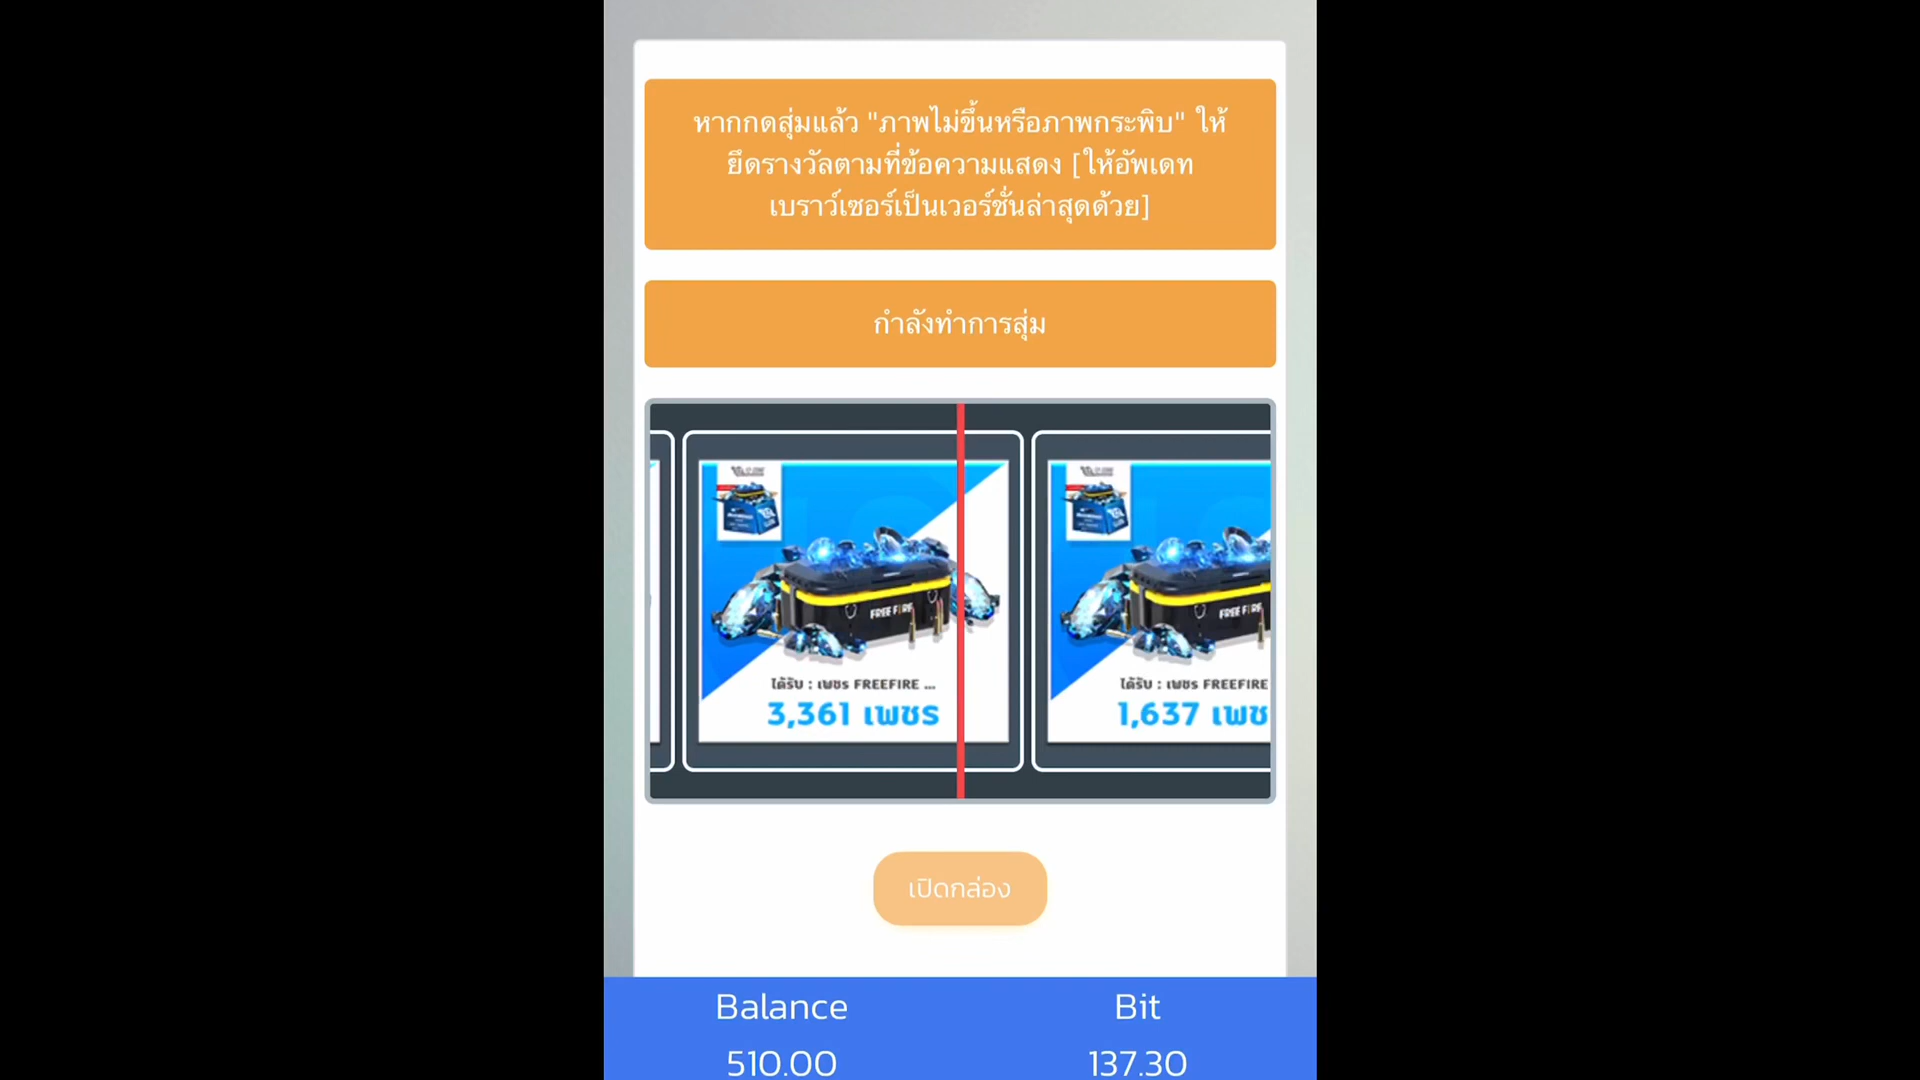 หากกดสุ่มแล้ว "ภาพไม่ขึ้นหรือภาพกระพิบ" ให้
ยึดรางวัลตามที่ข้อความแสดง [ให้อัพเดท
เบราว์เซอร์เป็นเวอร์ชั่นล่าสุดด้วย]
กำลังทำการสุ่ม
FREE FIRE
ได้รับ : เพชร FREEFIRE ...
3,361 เพชร
FREE FI
ได้รับ : เพชร FREEFIRE
1,637 เพช
เปิดกล่อง
Balance
510.00
Bit
137.30